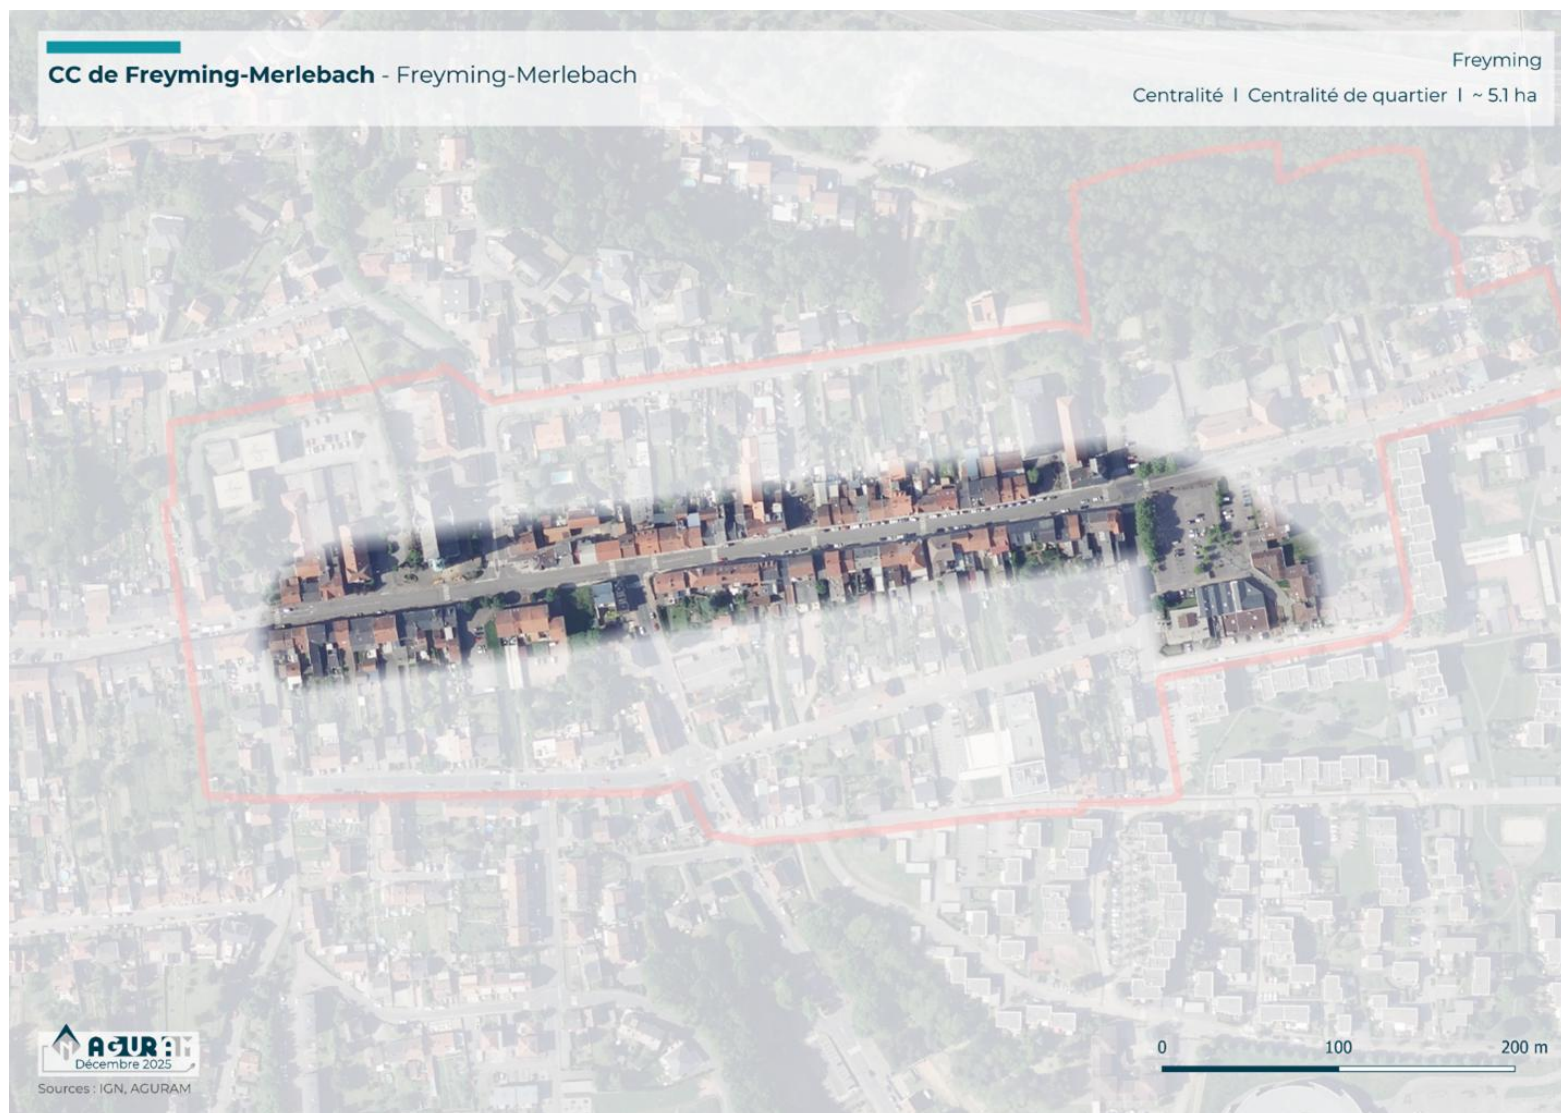 CC de Freyming-Merlebach - Freyming-Merlebach
Freyming
Centralité I Centralité de quartier I ~ 5.1 ha
AGURAM
Décembre 2025
Sources : IGN, AGURAM
0 100 200 m